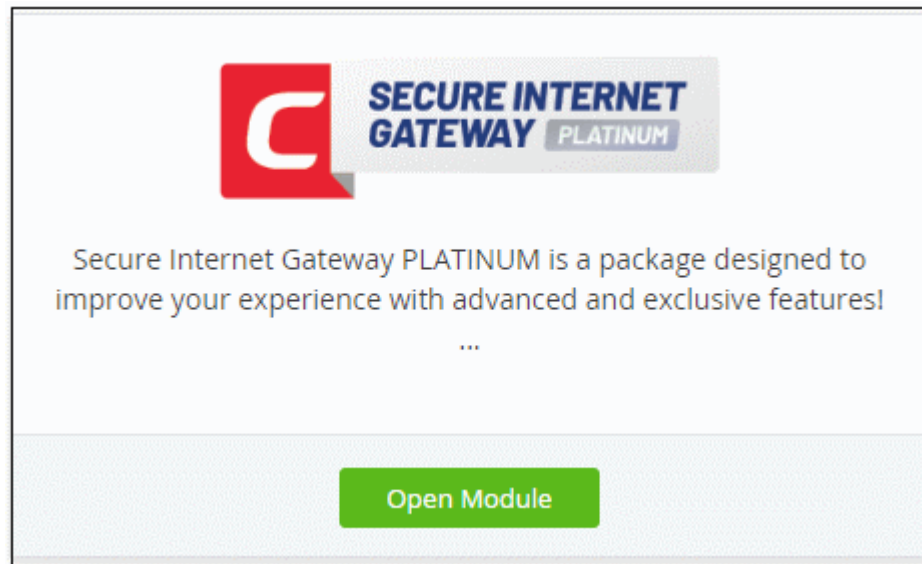 C
SECURE INTERNET
GATEWAY PLATINUM
Secure Internet Gateway PLATINUM is a package designed to
improve your experience with advanced and exclusive features!
...
Open Module